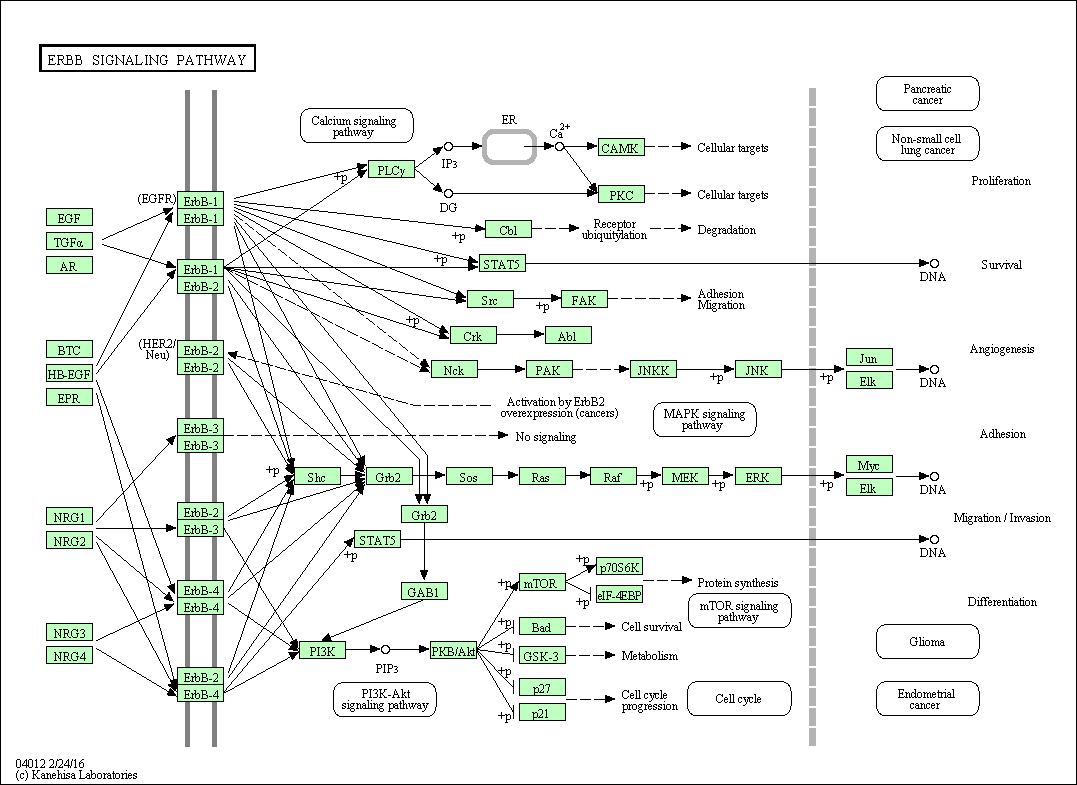 ERBB SIGNALING PATHWAY
Pancreatic
cancer
Calcium signaling
pathway
ER
Ca2+
Non-small cell
lung cancer
IP3
CAMK
Cellular targets
+p
PLCγ
Proliferation
(EGFR)
ErbB-1
ErbB-1
DG
PKC
Cellular targets
EGF
TGFα
AR
+p
Cbl
Receptor
ubiquitylation
Degradation
ErbB-1
ErbB-2
+p
STAT5
DNA
Survival
Src
+p
FAK
Adhesion
Migration
+p
Crk
Abl
BTC
HB-EGF
EPR
(HER2/
Neu)
ErbB-2
ErbB-2
Nck
PAK
JNKK
+p
JNK
+p
Jun
Elk
DNA
Angiogenesis
Activation by ErbB2
overexpression (cancers)
MAPK signaling
pathway
ErbB-3
ErbB-3
No signaling
Adhesion
+p
Shc
Grb2
Sos
Ras
Raf
+p
MEK
+p
ERK
+p
Myc
Elk
DNA
NRG1
NRG2
ErbB-2
ErbB-3
Grb2
Migration / Invasion
STAT5
+p
DNA
ErbB-4
ErbB-4
GAB1
+p
mTOR
+p
p70S6K
+p
eIF-4EBP
Protein synthesis
mTOR signaling
pathway
Differentiation
NRG3
NRG4
+p
Bad
Cell survival
Glioma
PI3K
PIP3
PKB/Akt
+p
GSK-3
Metabolism
ErbB-2
ErbB-4
PI3K-Akt
signaling pathway
+p
p27
+p
p21
Cell cycle
progression
Cell cycle
Endometrial
cancer
04012 2/24/16
(c) Kanehisa Laboratories